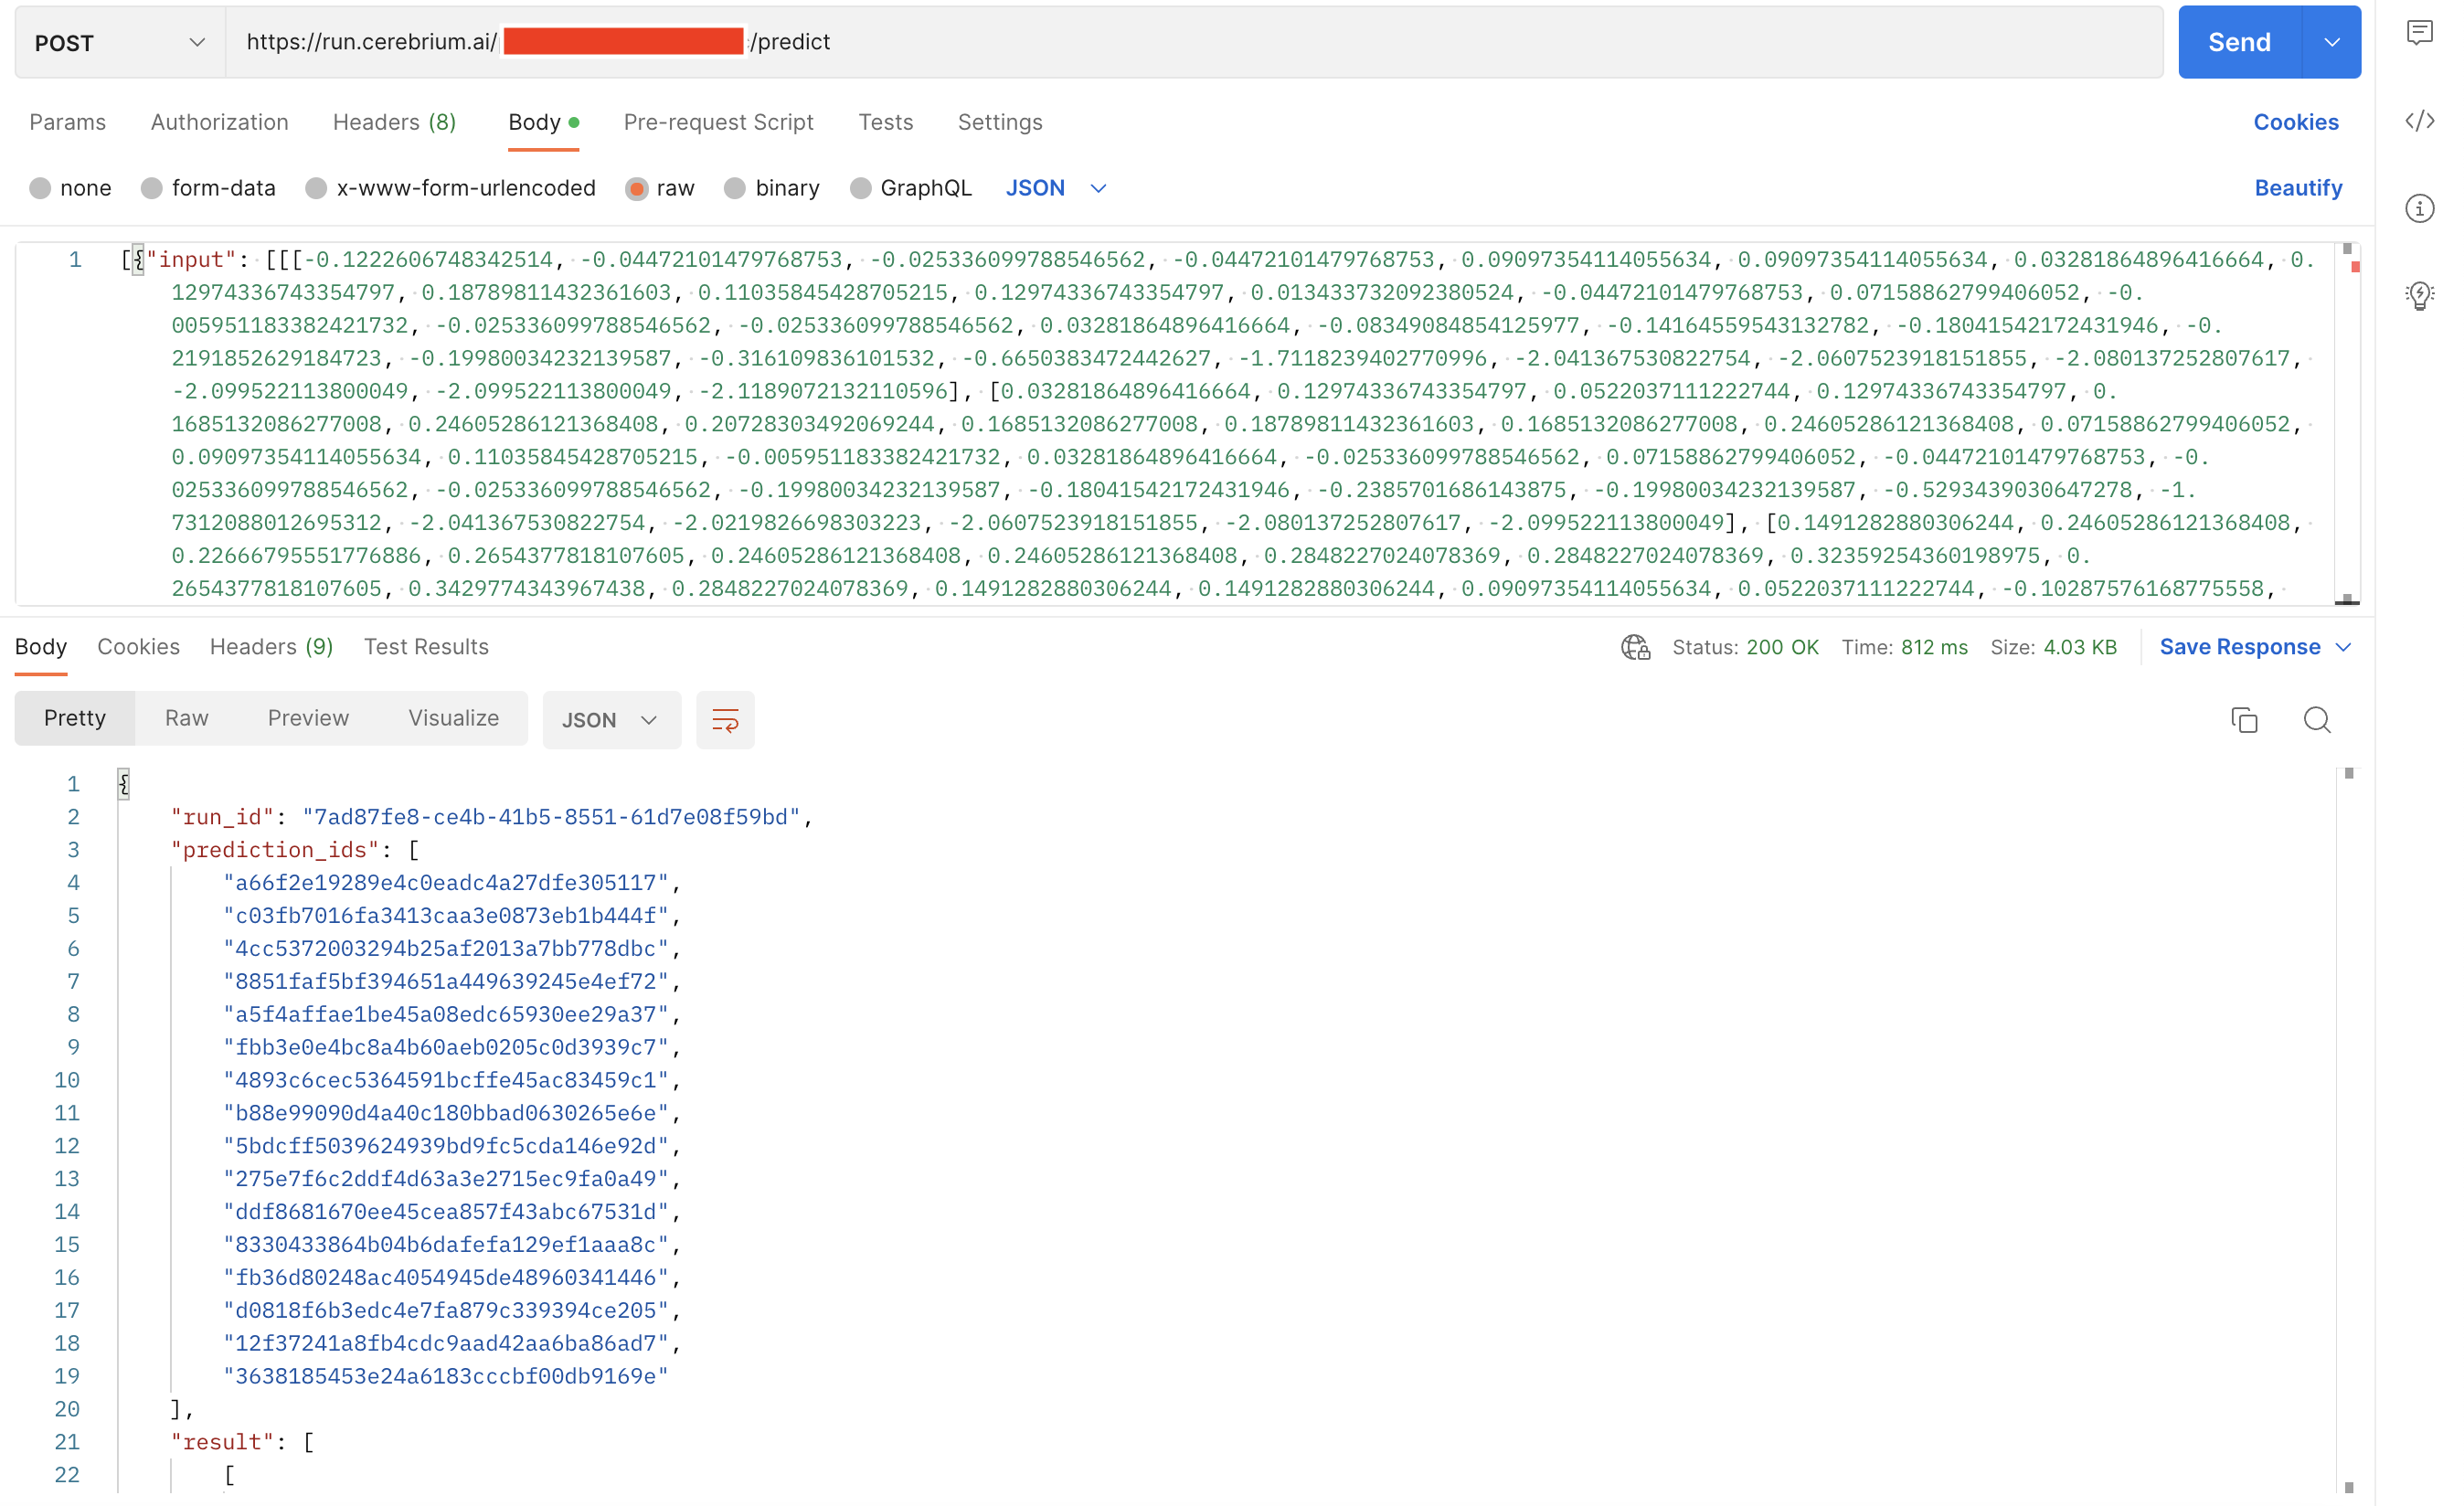 POST https://run.cerebrium.ai/ /predict Send
Params Authorization Headers (8) Body Pre-request Script Tests Settings Cookies
none form-data x-www-form-urlencoded raw binary GraphQL JSON Beautify
1 [{"input": [[[-0.1222606748342514, -0.04472101479768753, -0.025336099788546562, -0.04472101479768753, 0.09097354114055634, 0.09097354114055634, 0.03281864896416664, 0.
12974336743354797, 0.18789811432361603, 0.11035845428705215, 0.12974336743354797, 0.013433732092380524, -0.04472101479768753, 0.07158862799406052, -0.
005951183382421732, -0.025336099788546562, -0.025336099788546562, 0.03281864896416664, -0.08349084854125977, -0.14164559543132782, -0.18041542172431946, -0.
2191852629184723, -0.19980034232139587, -0.316109836101532, -0.6650383472442627, -1.7118239402770996, -2.041367530822754, -2.0607523918151855, -2.080137252807617,
-2.099522113800049, -2.099522113800049, -2.1189072132110596], [0.03281864896416664, 0.12974336743354797, 0.0522037111222744, 0.12974336743354797, 0.
1685132086277008, 0.24605286121368408, 0.20728303492069244, 0.1685132086277008, 0.18789811432361603, 0.1685132086277008, 0.24605286121368408, 0.07158862799406052,
0.09097354114055634, 0.11035845428705215, -0.005951183382421732, 0.03281864896416664, -0.025336099788546562, 0.07158862799406052, -0.04472101479768753, -0.
025336099788546562, -0.025336099788546562, -0.19980034232139587, -0.18041542172431946, -0.2385701686143875, -0.19980034232139587, -0.5293439030647278, -1.
7312088012695312, -2.041367530822754, -2.0219826698303223, -2.0607523918151855, -2.080137252807617, -2.099522113800049], [0.1491282880306244, 0.24605286121368408,
0.22666795551776886, 0.2654377818107605, 0.24605286121368408, 0.24605286121368408, 0.2848227024078369, 0.2848227024078369, 0.32359254360198975, 0.
2654377818107605, 0.3429774343967438, 0.2848227024078369, 0.1491282880306244, 0.1491282880306244, 0.09097354114055634, 0.0522037111222744, -0.10287576168775558,
Body Cookies Headers (9) Test Results Status: 200 OK Time: 812 ms Size: 4.03 KB Save Response
Pretty Raw Preview Visualize JSON
1 {
2 "run_id": "7ad87fe8-ce4b-41b5-8551-61d7e08f59bd",
3 "prediction_ids": [
4 "a66f2e19289e4c0eadc4a27dfe305117",
5 "c03fb7016fa3413caa3e0873eb1b444f",
6 "4cc5372003294b25af2013a7bb778dbc",
7 "8851faf5bf394651a449639245e4ef72",
8 "a5f4affae1be45a08edc65930ee29a37",
9 "fbb3e0e4bc8a4b60aeb0205c0d3939c7",
10 "4893c6cec5364591bcffe45ac83459c1",
11 "b88e99090d4a40c180bbad0630265e6e",
12 "5bdcff5039624939bd9fc5cda146e92d",
13 "275e7f6c2ddf4d63a3e2715ec9fa0a49",
14 "ddf8681670ee45cea857f43abc67531d",
15 "8330433864b04b6dafefa129ef1aaa8c",
16 "fb36d80248ac4054945de48960341446",
17 "d0818f6b3edc4e7fa879c339394ce205",
18 "12f37241a8fb4cdc9aad42aa6ba86ad7",
19 "3638185453e24a6183cccbf00db9169e"
20 ],
21 "result": [
22 [